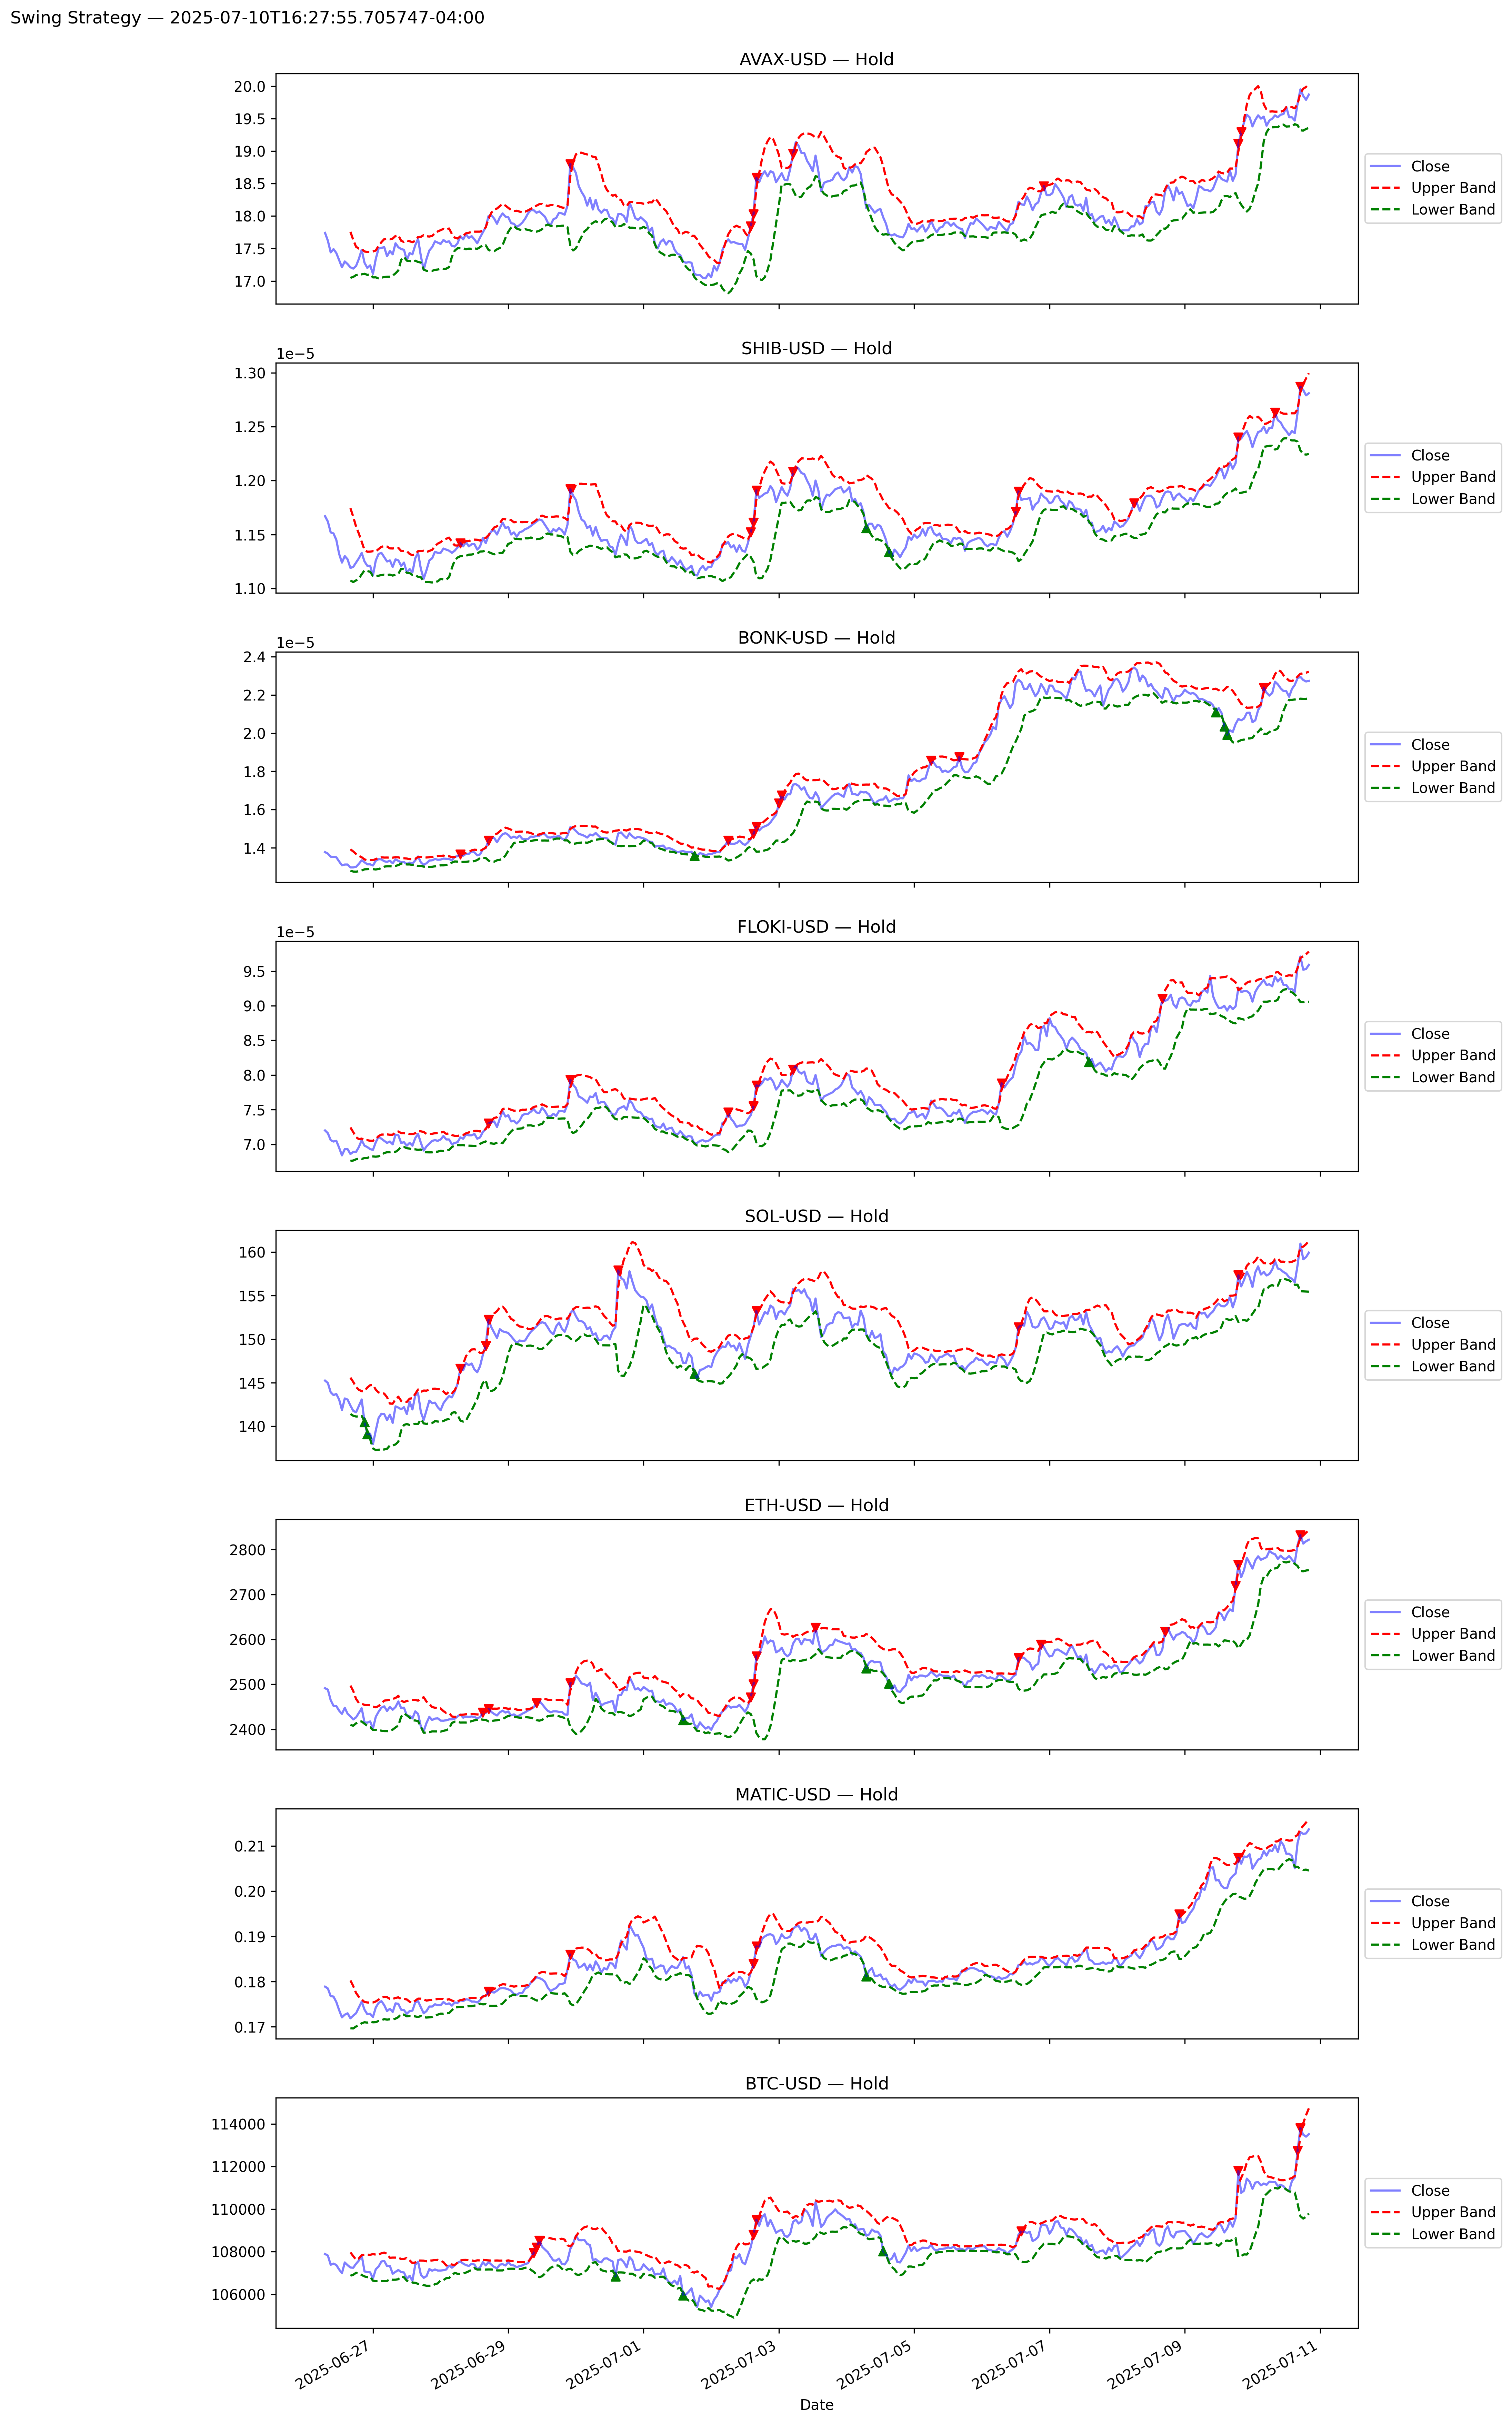 Swing Strategy — 2025-07-10T16:27:55.705747-04:00
AVAX-USD — Hold
20.0
19.5
19.0
18.5
18.0
17.5
17.0
Close
Upper Band
Lower Band
SHIB-USD — Hold
1e−5
1.30
1.25
1.20
1.15
1.10
Close
Upper Band
Lower Band
BONK-USD — Hold
1e−5
2.4
2.2
2.0
1.8
1.6
1.4
Close
Upper Band
Lower Band
FLOKI-USD — Hold
1e−5
9.5
9.0
8.5
8.0
7.5
7.0
Close
Upper Band
Lower Band
SOL-USD — Hold
160
155
150
145
140
Close
Upper Band
Lower Band
ETH-USD — Hold
2800
2700
2600
2500
2400
Close
Upper Band
Lower Band
MATIC-USD — Hold
0.21
0.20
0.19
0.18
0.17
Close
Upper Band
Lower Band
BTC-USD — Hold
114000
112000
110000
108000
106000
Close
Upper Band
Lower Band
2025-06-27
2025-06-29
2025-07-01
2025-07-03
2025-07-05
2025-07-07
2025-07-09
2025-07-11
Date